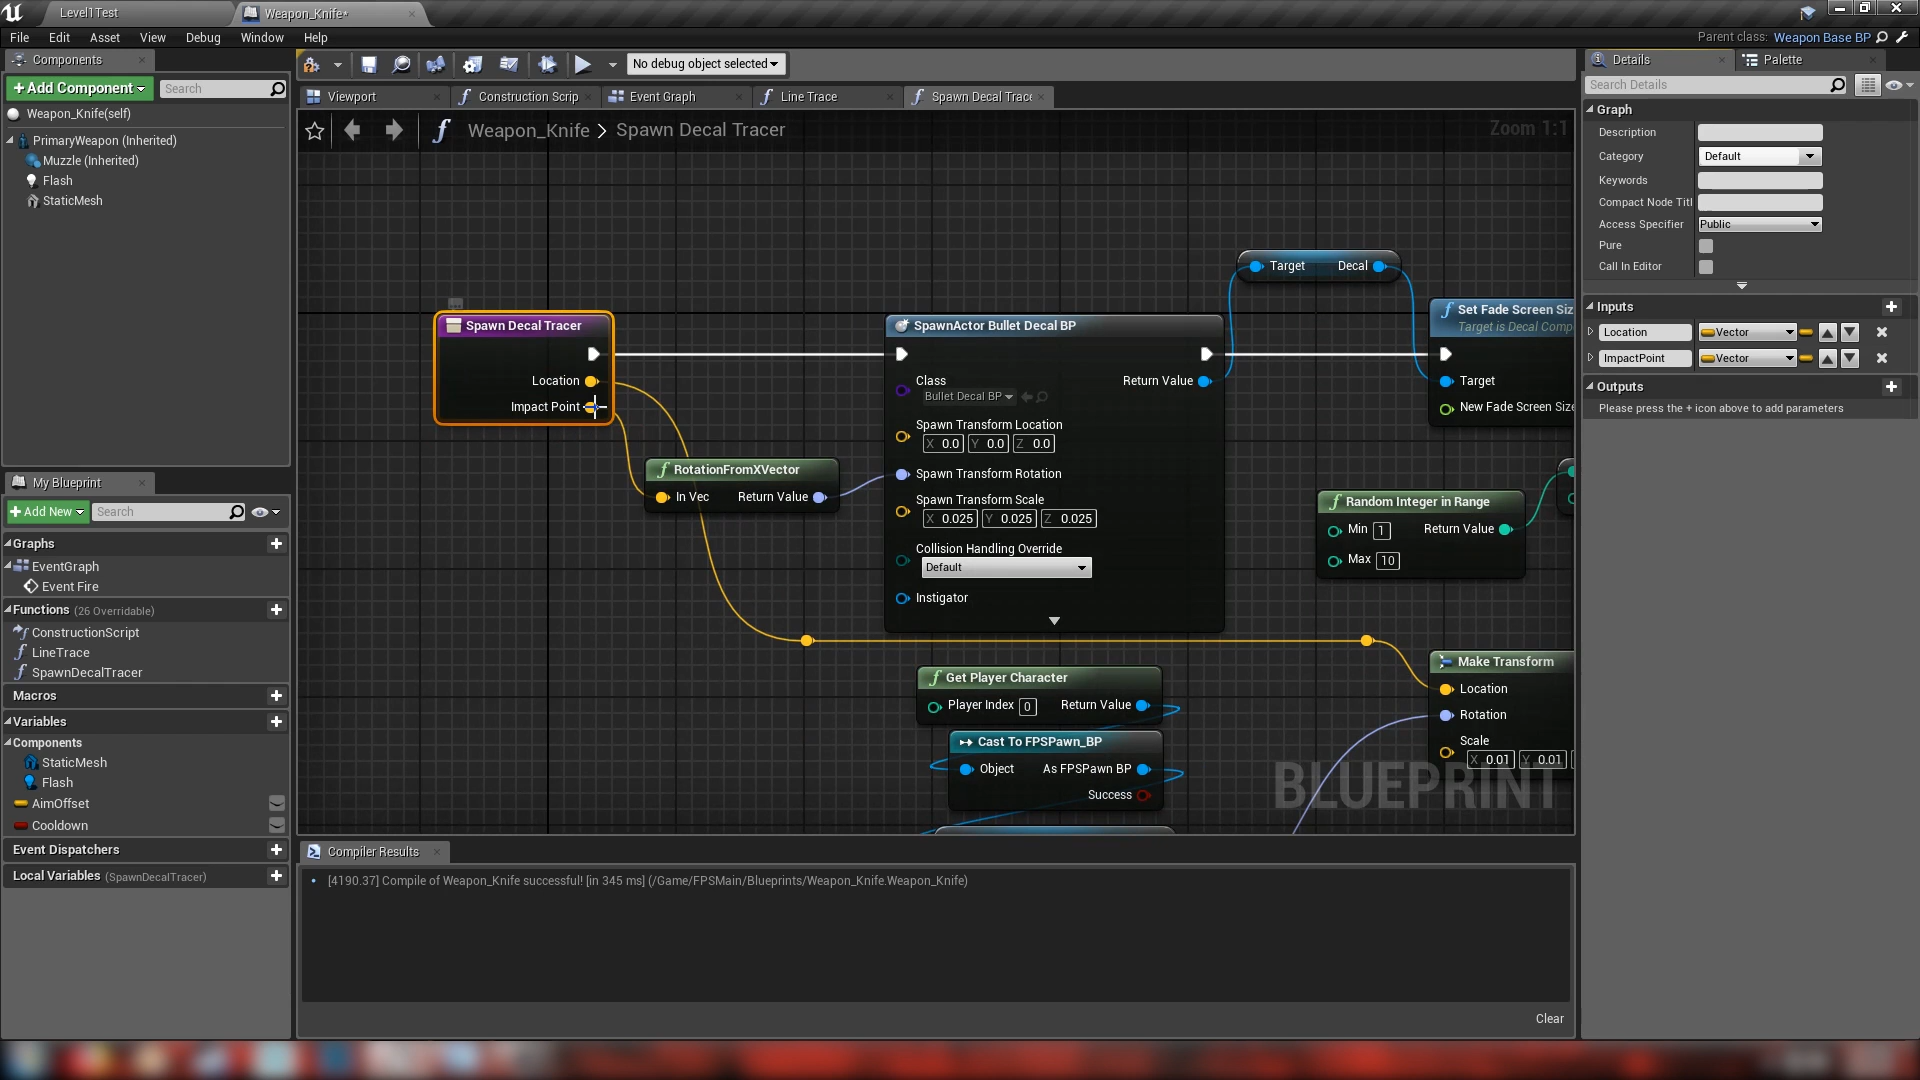 Level1Test
Weapon_Knife*
File Edit Asset View Debug Window Help
Parent class: Weapon Base BP
Components
+ Add Component
Search
Weapon_Knife(self)
PrimaryWeapon (Inherited)
Muzzle (Inherited)
Flash
StaticMesh
My Blueprint
+ Add New
Search
Graphs
EventGraph
Event Fire
Functions (26 Overridable)
ConstructionScript
LineTrace
SpawnDecalTracer
Macros
Variables
Components
StaticMesh
Flash
AimOffset
Cooldown
Event Dispatchers
Local Variables (SpawnDecalTracer)
No debug object selected
Viewport
Construction Scrip
Event Graph
Line Trace
Spawn Decal Trace
Weapon_Knife > Spawn Decal Tracer
Zoom 1:1
Spawn Decal Tracer
Location
Impact Point
RotationFromXVector
In Vec Return Value
SpawnActor Bullet Decal BP
Class
Bullet Decal BP
Return Value
Spawn Transform Location
X 0.0 Y 0.0 Z 0.0
Spawn Transform Rotation
Spawn Transform Scale
X 0.025 Y 0.025 Z 0.025
Collision Handling Override
Default
Instigator
Target Decal
Set Fade Screen Siz
Target is Decal Comp
Target
New Fade Screen Size
Random Integer in Range
Min 1 Return Value
Max 10
Get Player Character
Player Index 0 Return Value
Cast To FPSPawn_BP
Object As FPSPawn BP
Success
Make Transform
Location
Rotation
Scale
X 0.01 Y 0.01
BLUEPRINT
Compiler Results
[4190.37] Compile of Weapon_Knife successful! [in 345 ms] (/Game/FPSMain/Blueprints/Weapon_Knife.Weapon_Knife)
Clear
Details
Palette
Search Details
Graph
Description
Category Default
Keywords
Compact Node Titl
Access Specifier Public
Pure
Call In Editor
Inputs
Location Vector
ImpactPoint Vector
Outputs
Please press the + icon above to add parameters